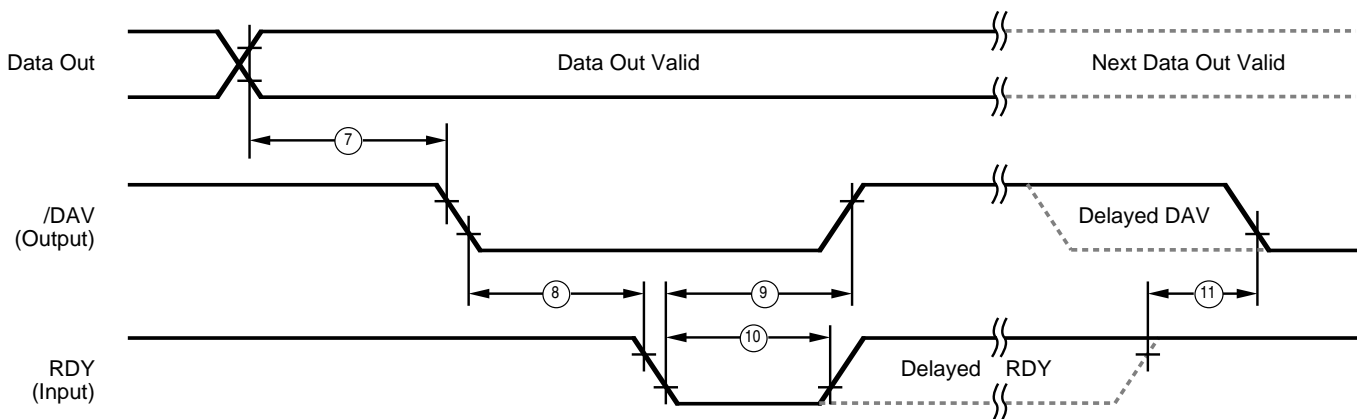 Data Out
Data Out Valid
Next Data Out Valid
7
/DAV
(Output)
Delayed DAV
8
9
11
10
RDY
(Input)
Delayed RDY